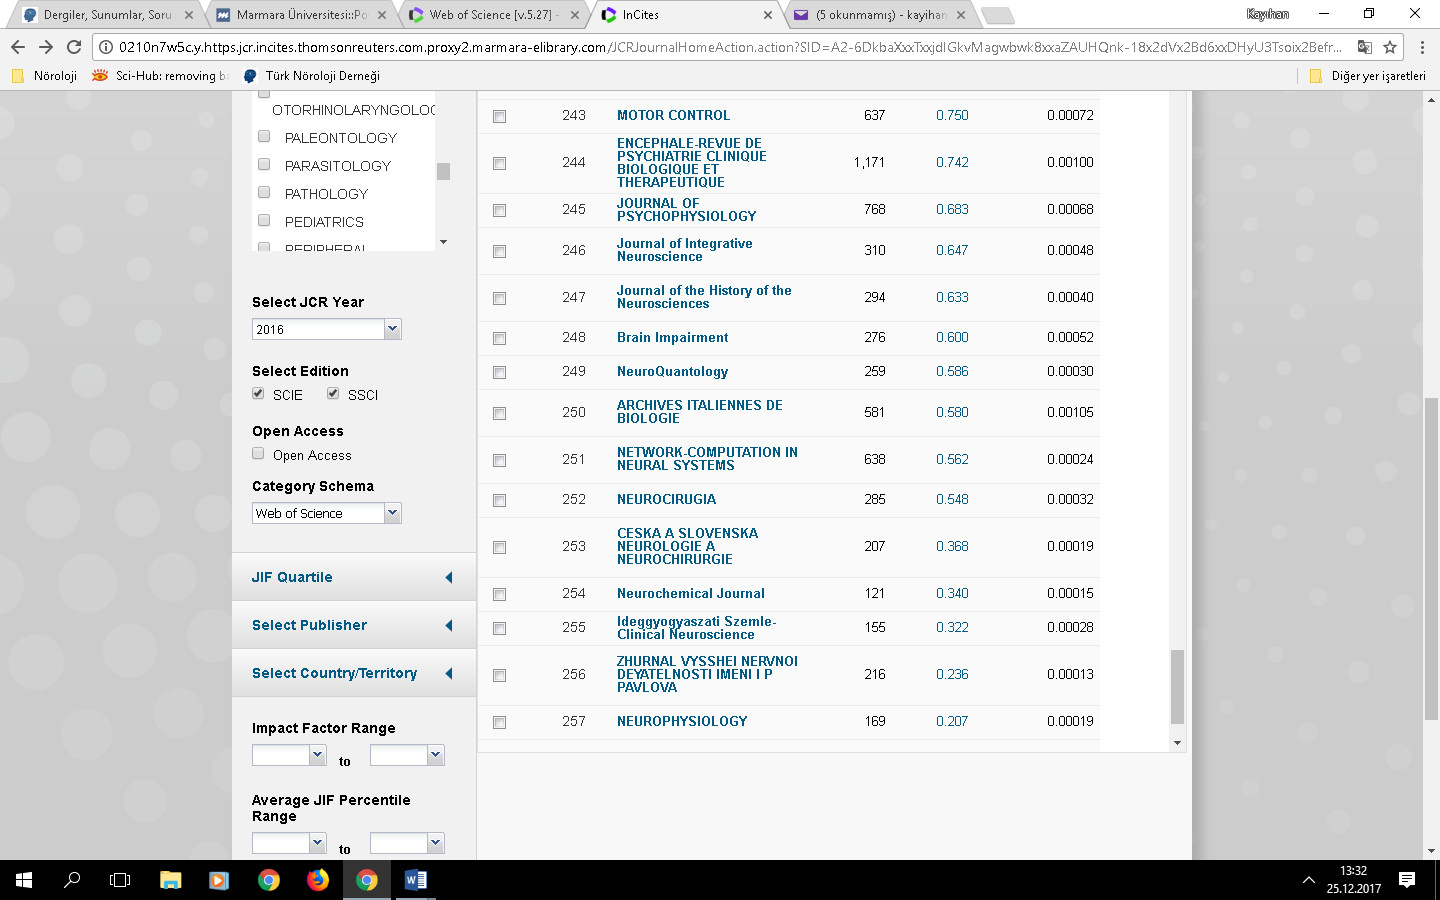 Dergiler, Sunumlar, Soru
Marmara Üniversitesi::Po
Web of Science [v.5.27] -
InCites
(5 okunmamış) - kayihan
Kayıhan
0210n7w5c.y.https.jcr.incites.thomsonreuters.com.proxy2.marmara-elibrary.com/JCRJournalHomeAction.action?SID=A2-6DkbaXxxTxxjdIGkvMagwbwk8xxaZAUHQnk-18x2dVx2Bd6xxDHyU3Tsoix2Befr...
Nöroloji
Sci-Hub: removing b
Türk Nöroloji Derneği
Diğer yer işaretleri
OTORHINOLARYNGOLOG
PALEONTOLOGY
PARASITOLOGY
PATHOLOGY
PEDIATRICS
PERIPHERAL
Select JCR Year
2016
Select Edition
SCIE SSCI
Open Access
Open Access
Category Schema
Web of Science
JIF Quartile
Select Publisher
Select Country/Territory
Impact Factor Range
to
Average JIF Percentile
Range
to
243 MOTOR CONTROL 637 0.750 0.00072
ENCEPHALE-REVUE DE
PSYCHIATRIE CLINIQUE
244 BIOLOGIQUE ET 1,171 0.742 0.00100
THERAPEUTIQUE
245 JOURNAL OF 768 0.683 0.00068
PSYCHOPHYSIOLOGY
246 Journal of Integrative 310 0.647 0.00048
Neuroscience
247 Journal of the History of the 294 0.633 0.00040
Neurosciences
248 Brain Impairment 276 0.600 0.00052
249 NeuroQuantology 259 0.586 0.00030
250 ARCHIVES ITALIENNES DE 581 0.580 0.00105
BIOLOGIE
251 NETWORK-COMPUTATION IN 638 0.562 0.00024
NEURAL SYSTEMS
252 NEUROCIRUGIA 285 0.548 0.00032
CESKA A SLOVENSKA
253 NEUROLOGIE A 207 0.368 0.00019
NEUROCHIRURGIE
254 Neurochemical Journal 121 0.340 0.00015
255 Ideggyogyaszati Szemle- 155 0.322 0.00028
Clinical Neuroscience
ZHURNAL VYSSHEI NERVNOI
256 DEYATELNOSTI IMENI I P 216 0.236 0.00013
PAVLOVA
257 NEUROPHYSIOLOGY 169 0.207 0.00019
13:32
25.12.2017